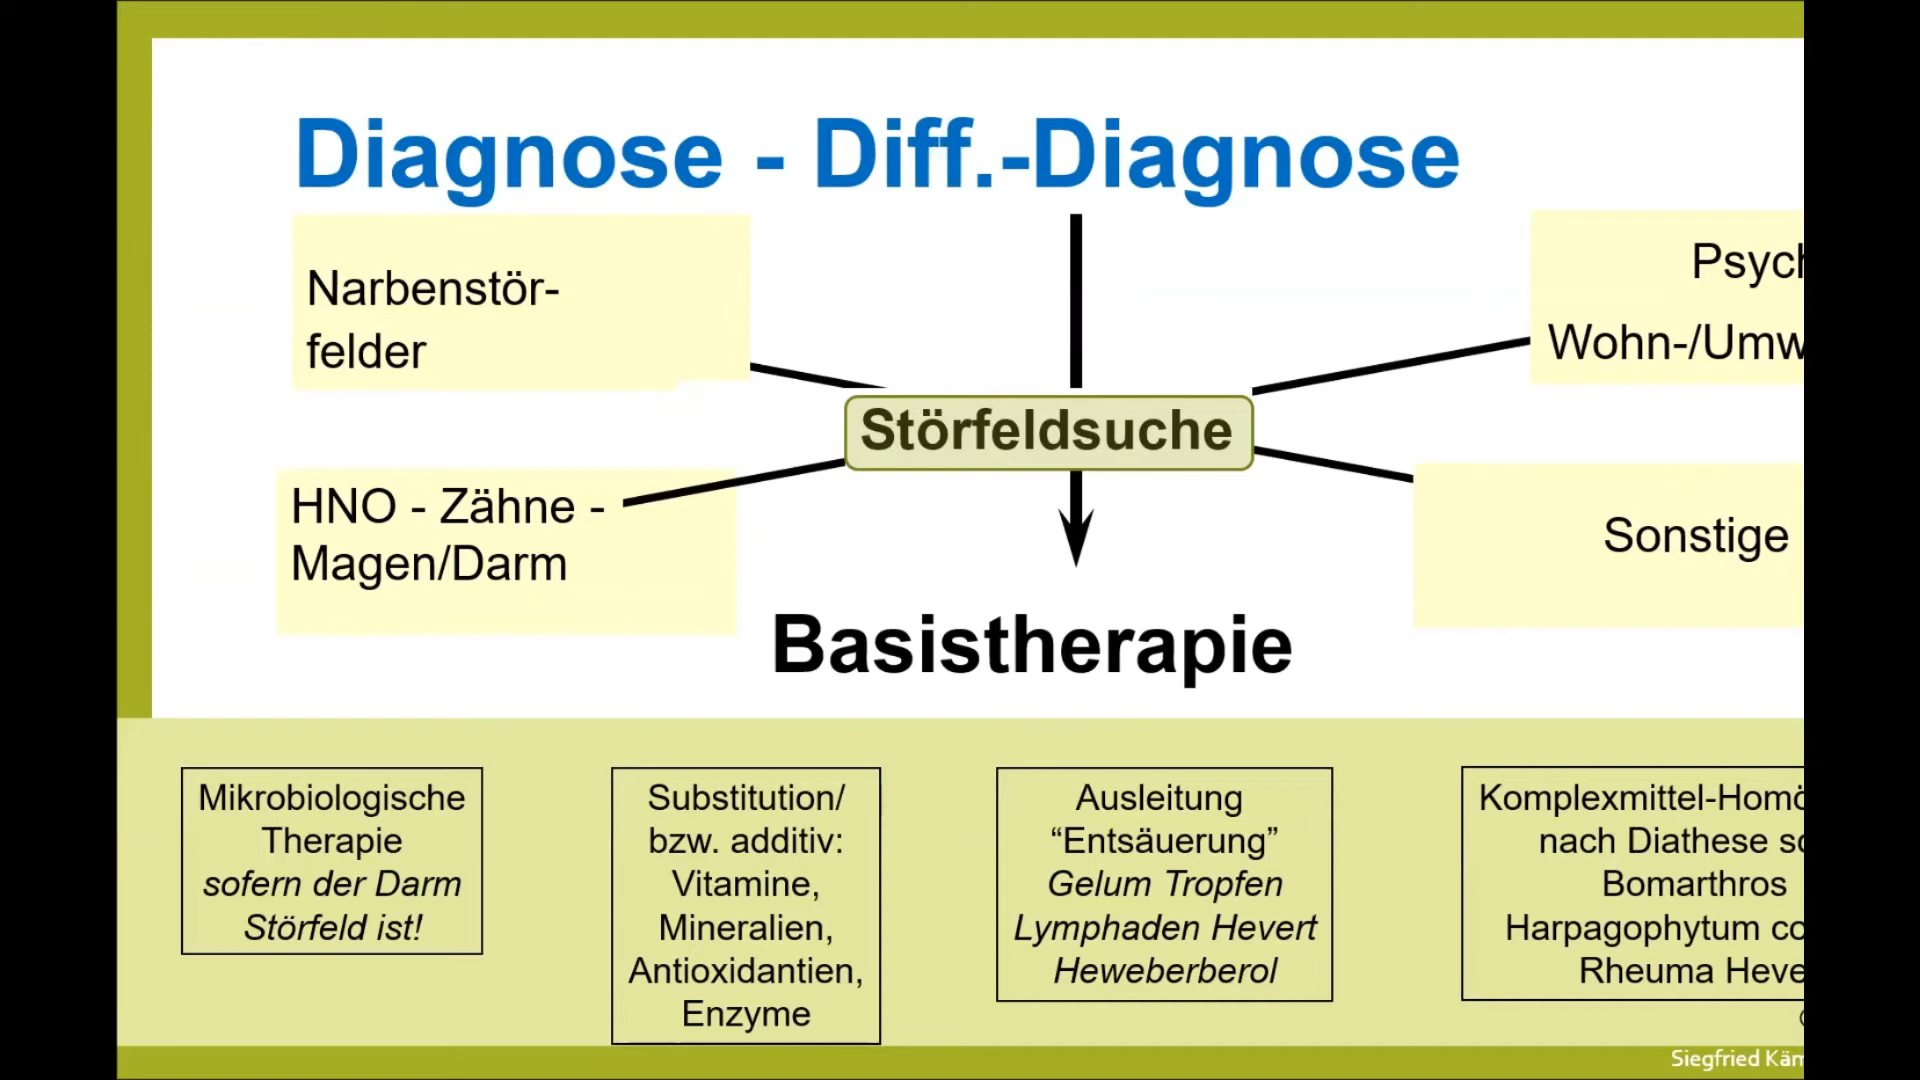 Diagnose - Diff.-Diagnose
Narbenstör-
felder
Psych
Wohn-/Umw
Störfeldsuche
HNO - Zähne -
Magen/Darm
Sonstige
Basistherapie
Mikrobiologische
Therapie
sofern der Darm
Störfeld ist!
Substitution/
bzw. additiv:
Vitamine,
Mineralien,
Antioxidantien,
Enzyme
Ausleitung
“Entsäuerung”
Gelum Tropfen
Lymphaden Hevert
Heweberberol
Komplexmittel-Homö
nach Diathese so
Bomarthros
Harpagophytum co
Rheuma Heve
Siegfried Käm